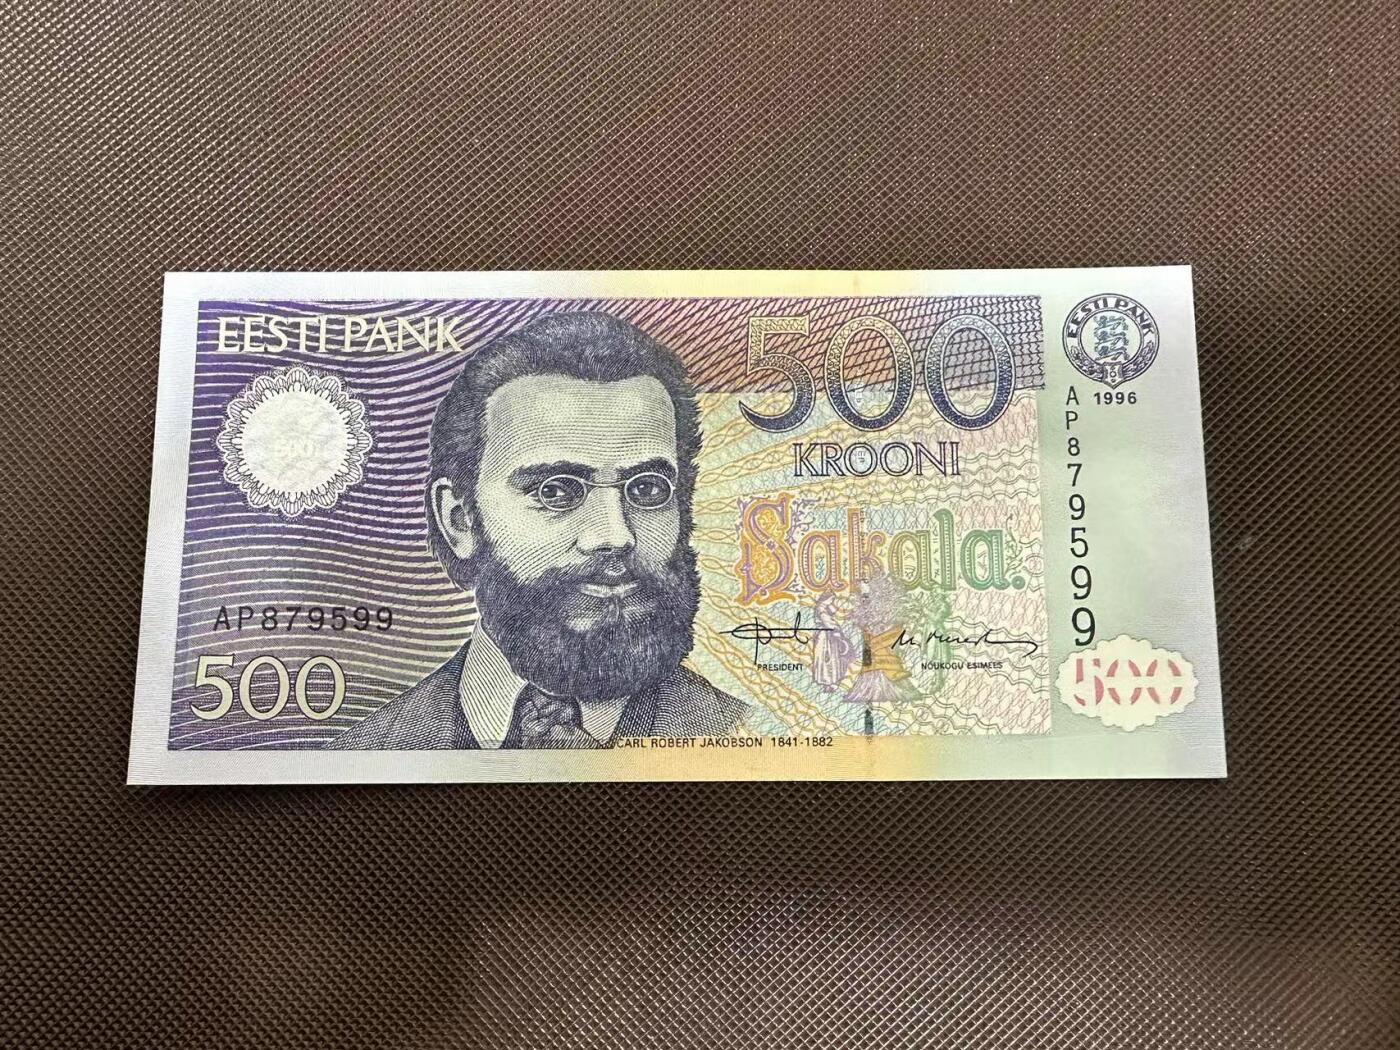 EESTI PANK
500
KROONI
Sakala.
EESTI PANK
1996
AP879599
500
AP879599
500
PRESIDENT
NÕUKOGU ESIMEES
500
CARL ROBERT JAKOBSON 1841-1882